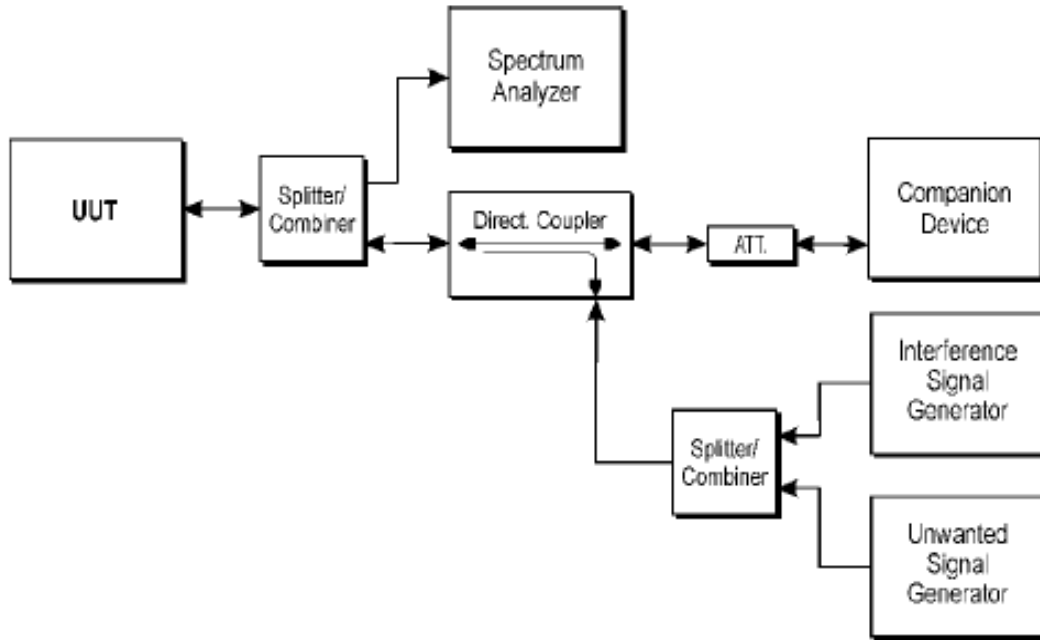 Spectrum
Analyzer
UUT
Splitter/
Combiner
Direct. Coupler
ATT.
Companion
Device
Interference
Signal
Generator
Splitter/
Combiner
Unwanted
Signal
Generator